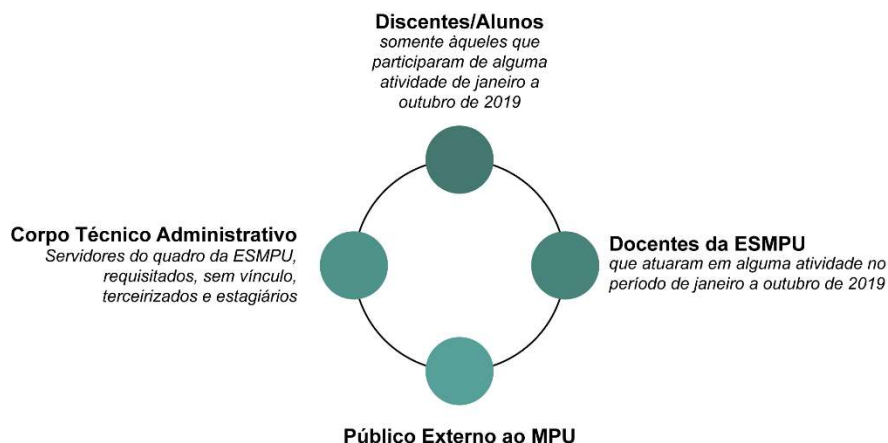 Discentes/Alunos
somente àqueles que
participaram de alguma
atividade de janeiro a
outubro de 2019
Corpo Técnico Administrativo
Servidores do quadro da ESMPU,
requisitados, sem vínculo,
terceirizados e estagiários
Docentes da ESMPU
que atuaram em alguma atividade no
período de janeiro a outubro de 2019
Público Externo ao MPU